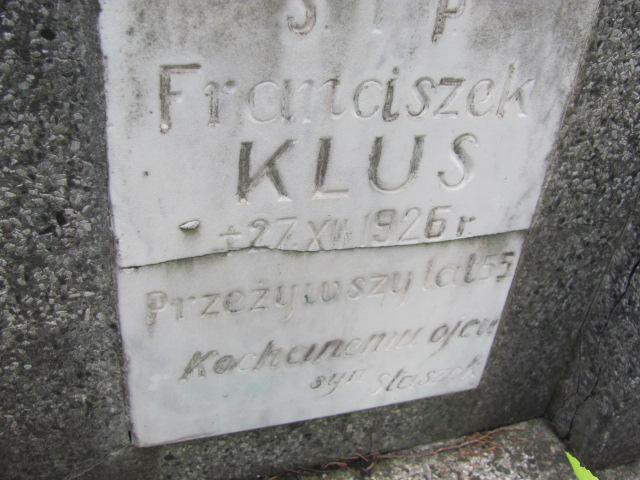 S P
Franciszek
KLUS
+27 XII 1926 r
Przeżywszy lat 55
Kochanemu ojcu
syn Staszek